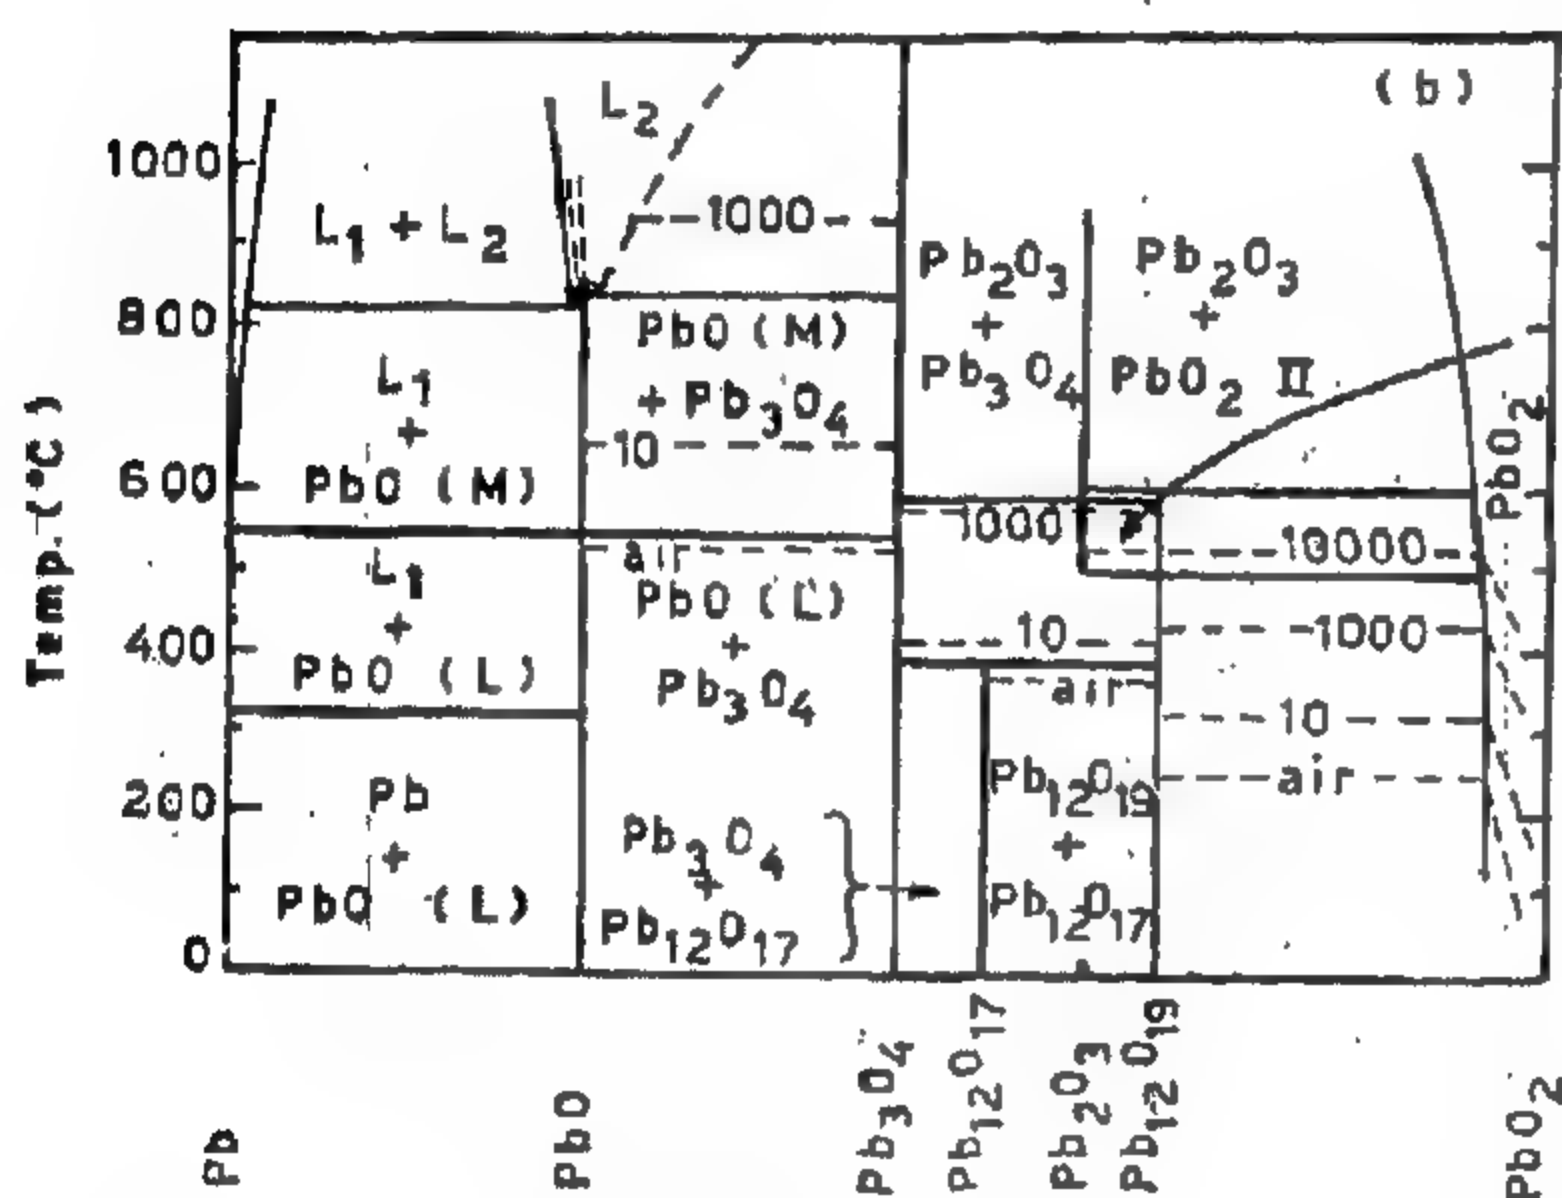 (b)
L₂
1000
-1000-
L₁ + L₂
Pb₂O₃
+
Pb₃O₄
Pb₂O₃
+
PbO₂ II
800
PbO (M)
+ Pb₃O₄
10
L₁
+
PbO (M)
600
Temp. (°C)
PbO₂
1000
10000
air
L₁
+
PbO (L)
PbO (L)
+
Pb₃O₄
400
10
1000
air
10
air
200
Pb
+
PbO (L)
Pb₃O₄
+
Pb₁₂O₁₇
Pb₁₂O₁₉
+
Pb₁₂O₁₇
0
Pb
PbO
Pb₃O₄
Pb₁₂O₁₇
Pb₂O₃
Pb₁₂O₁₉
PbO₂